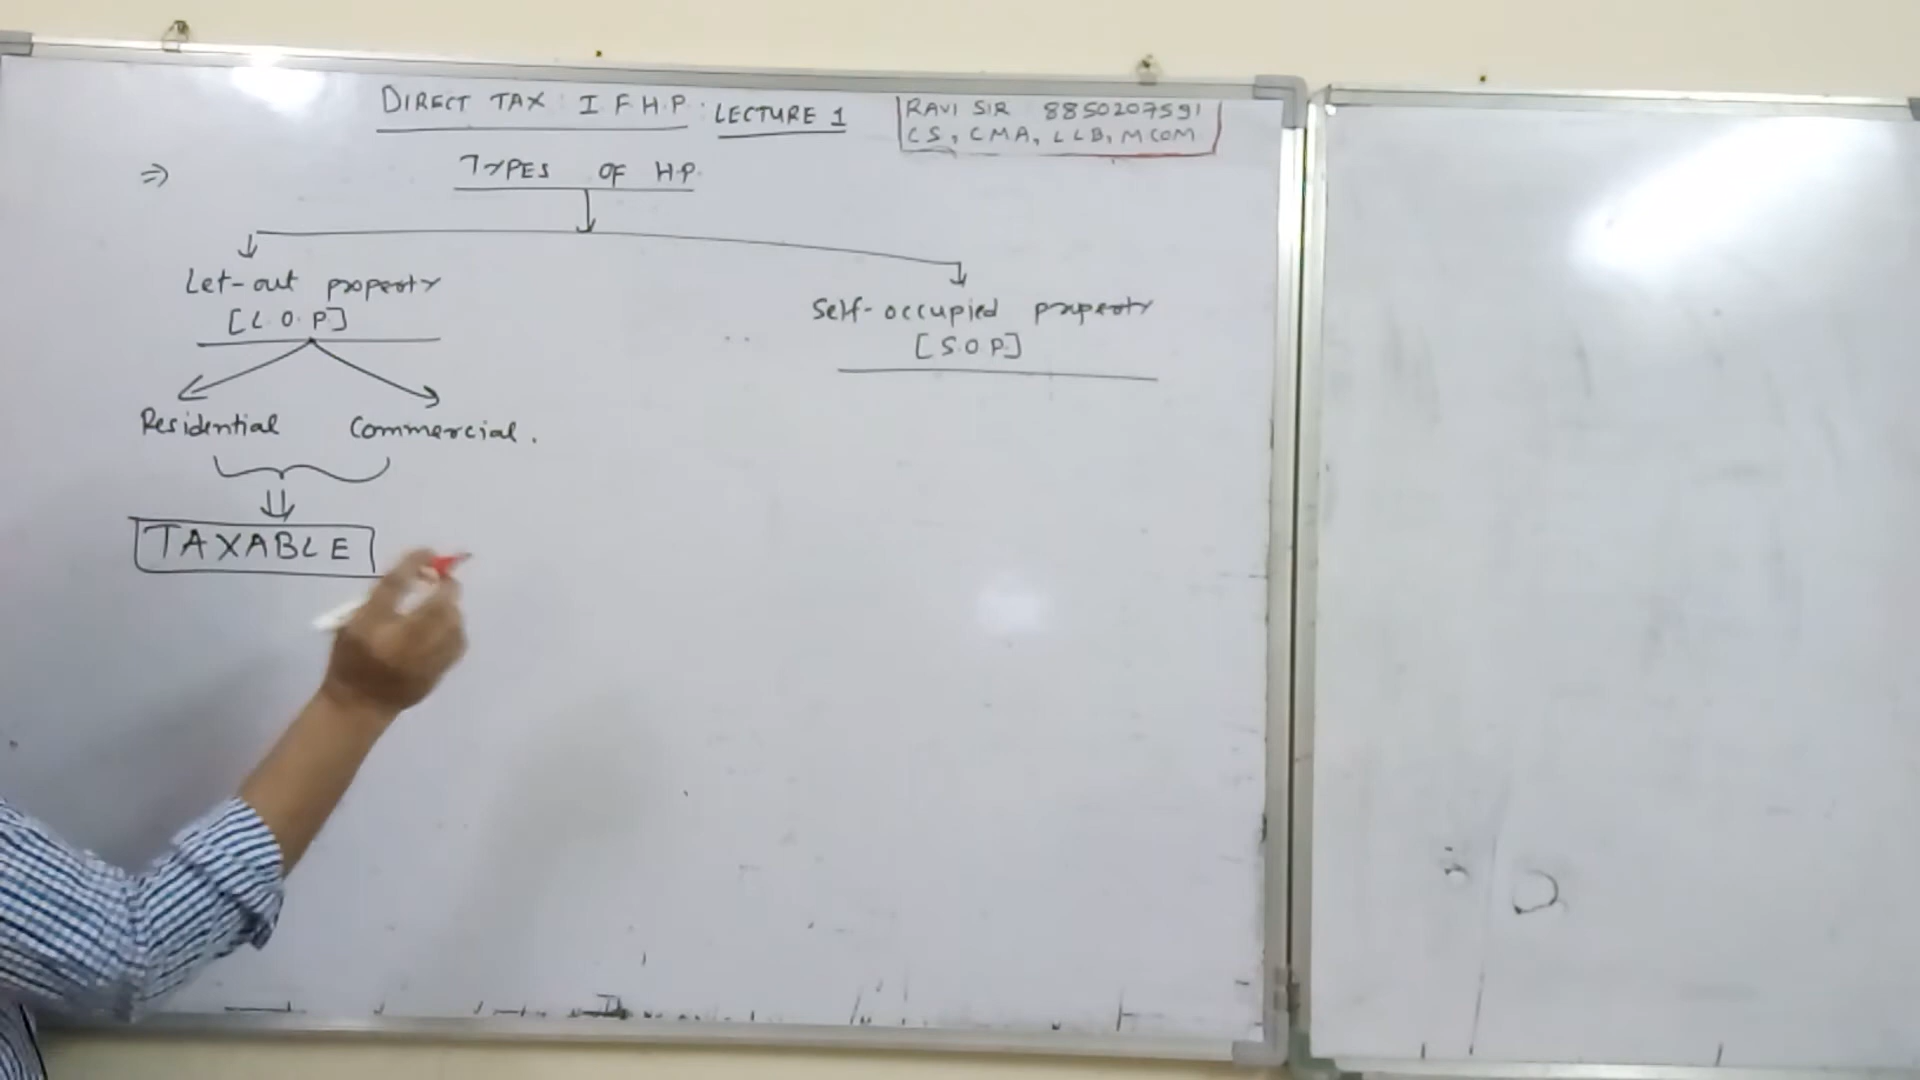 DIRECT TAX : I F H P : LECTURE 1
RAVI SIR 8850207591
CS, CMA, LLB, MCOM
⇒ TYPES OF H.P.
Let-out property
[L.O.P]
Self-occupied property
[S.O.P]
Residential Commercial.
TAXABLE